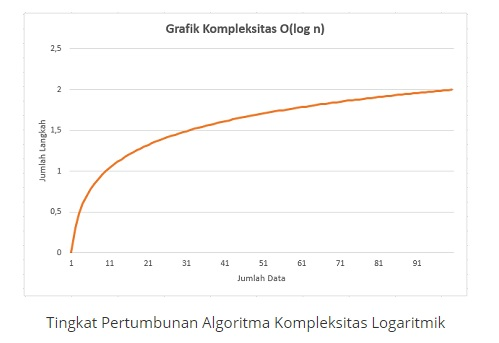 Grafik Kompleksitas O(log n)
2,5
2
1,5
1
0,5
0
Jumlah Langkah
1 11 21 31 41 51 61 71 81 91
Jumlah Data
Tingkat Pertumbunan Algoritma Kompleksitas Logaritmik